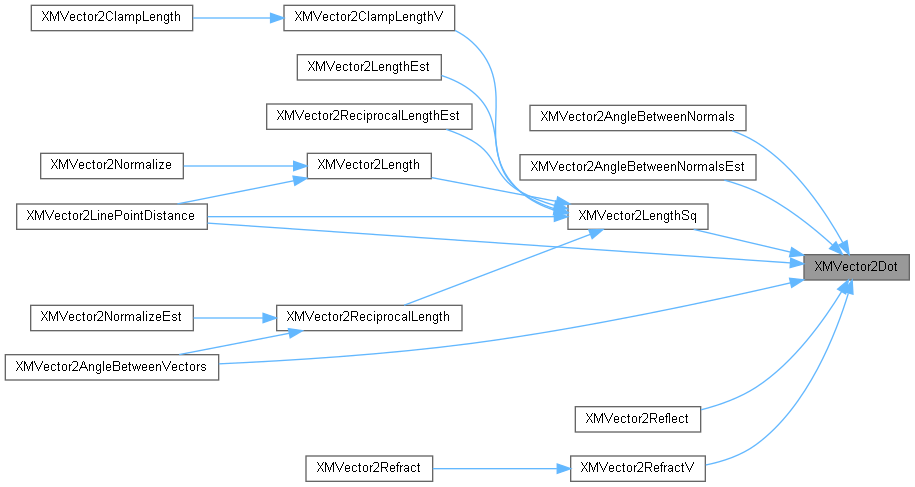 XMVector2ClampLength
XMVector2ClampLengthV
XMVector2LengthEst
XMVector2ReciprocalLengthEst
XMVector2AngleBetweenNormals
XMVector2Normalize
XMVector2Length
XMVector2AngleBetweenNormalsEst
XMVector2LinePointDistance
XMVector2LengthSq
XMVector2Dot
XMVector2NormalizeEst
XMVector2ReciprocalLength
XMVector2AngleBetweenVectors
XMVector2Reflect
XMVector2Refract
XMVector2RefractV